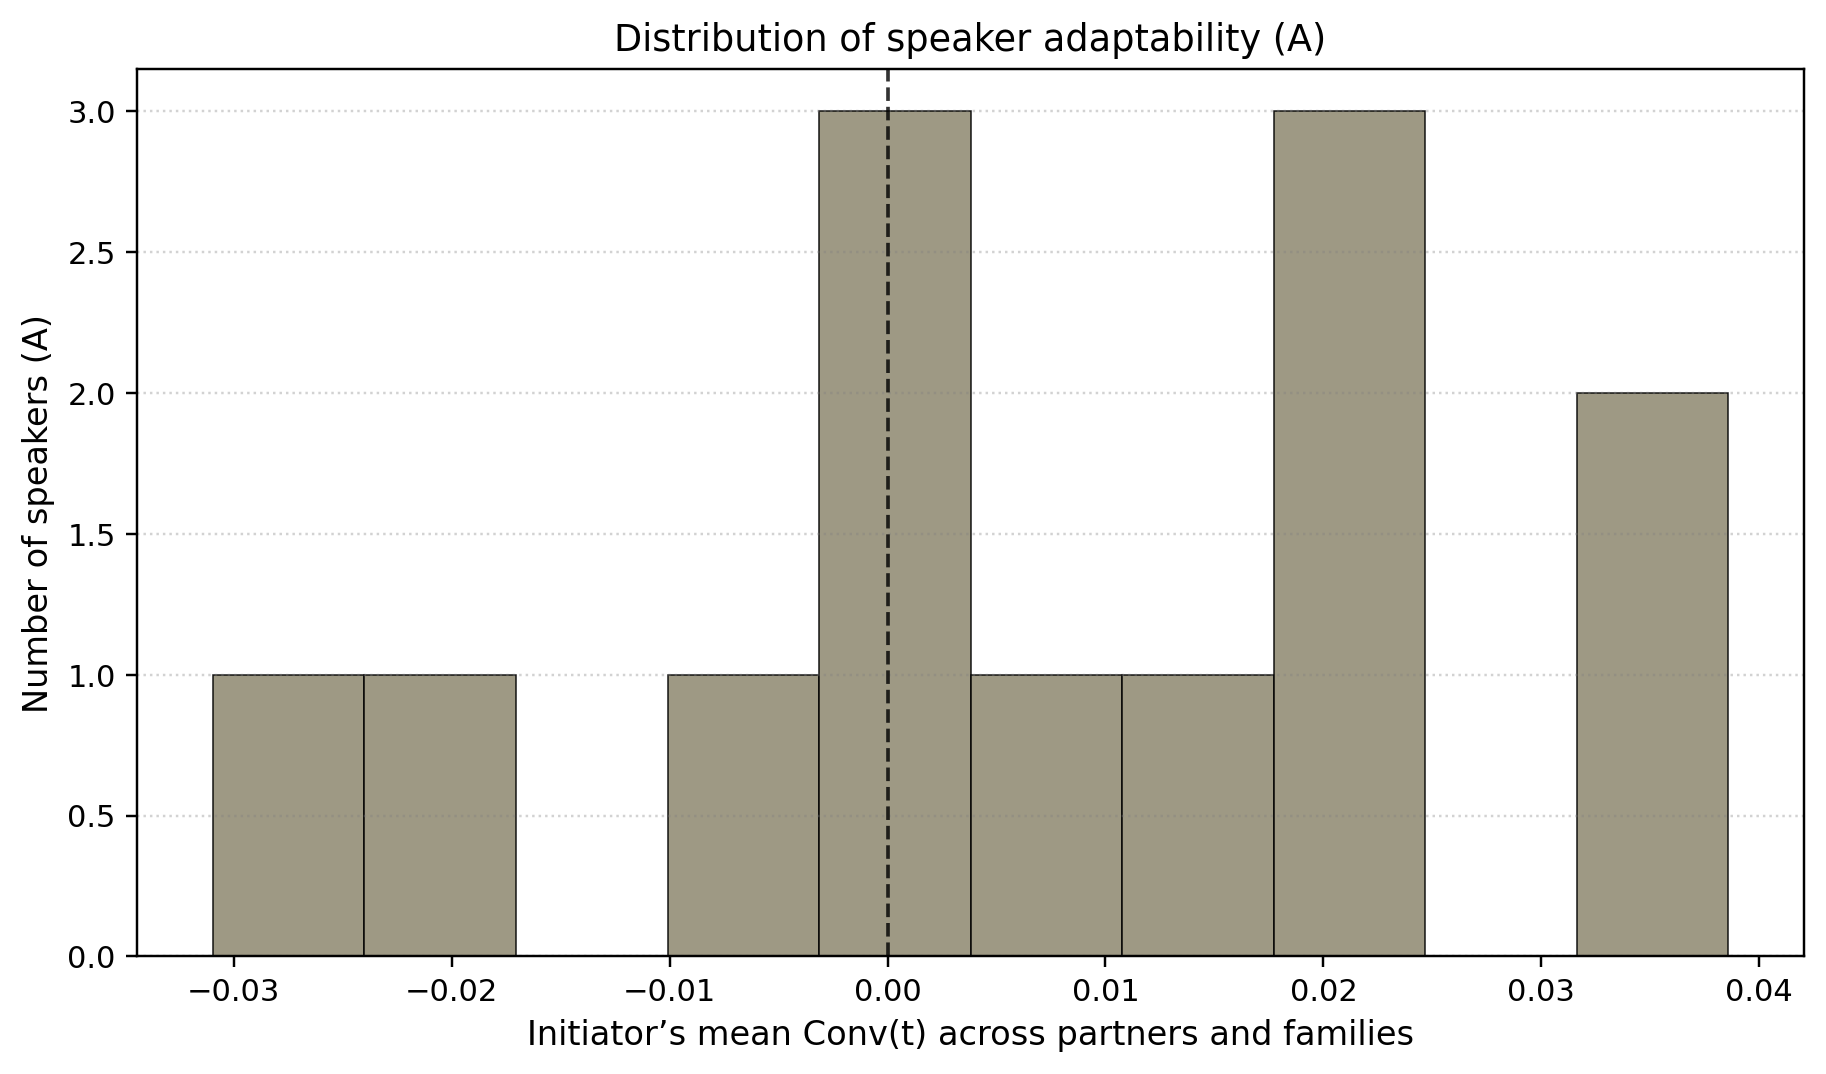 Distribution of speaker adaptability (A)
Number of speakers (A)
3.0
2.5
2.0
1.5
1.0
0.5
0.0
−0.03 −0.02 −0.01 0.00 0.01 0.02 0.03 0.04
Initiator’s mean Conv(t) across partners and families